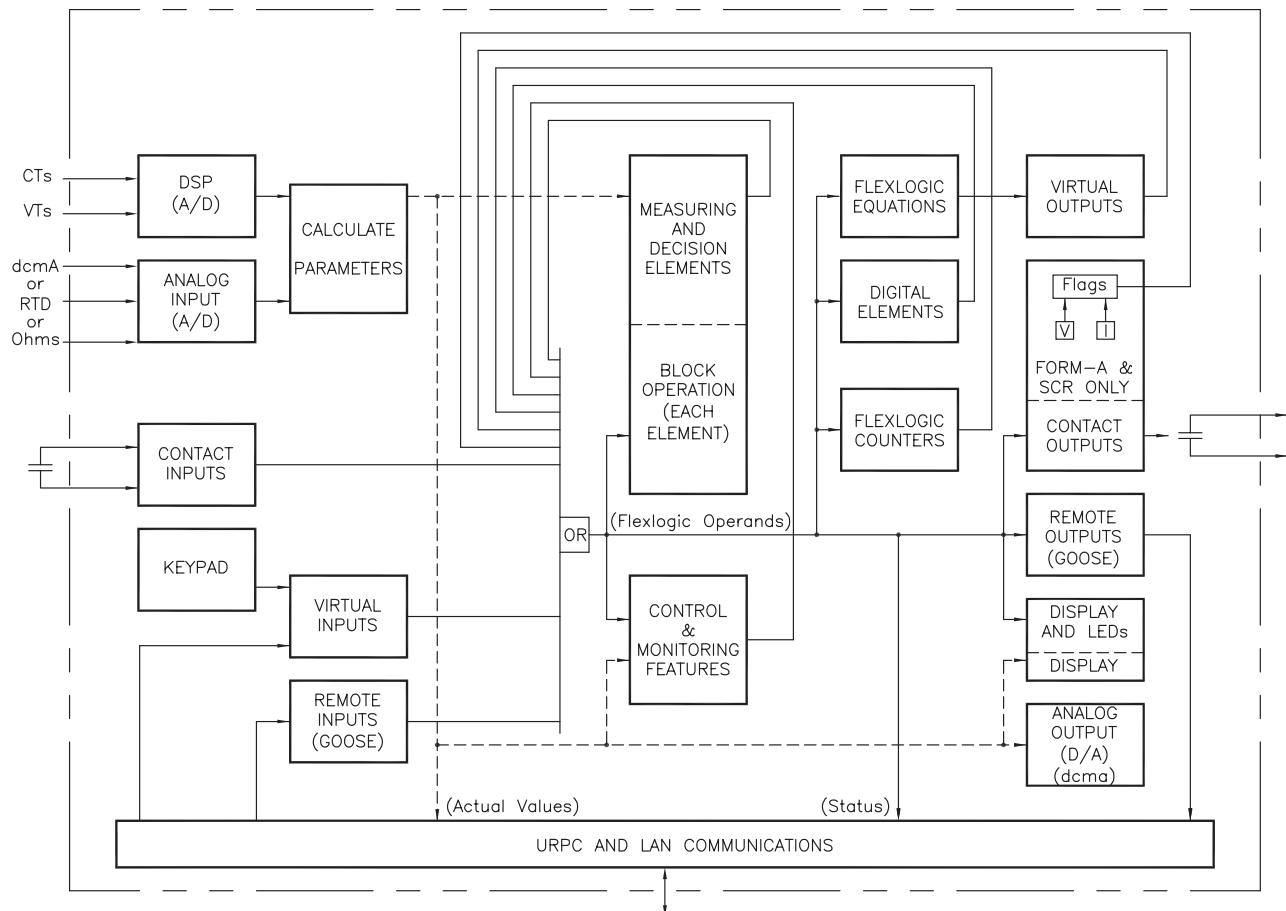 CTs
VTs
dcmA
or
RTD
or
Ohms
DSP
(A/D)
ANALOG
INPUT
(A/D)
CALCULATE
PARAMETERS
CONTACT
INPUTS
KEYPAD
VIRTUAL
INPUTS
REMOTE
INPUTS
(GOOSE)
OR
(Flexlogic Operands)
MEASURING
AND
DECISION
ELEMENTS
BLOCK
OPERATION
(EACH
ELEMENT)
CONTROL
&
MONITORING
FEATURES
FLEXLOGIC
EQUATIONS
DIGITAL
ELEMENTS
FLEXLOGIC
COUNTERS
VIRTUAL
OUTPUTS
Flags
V
I
FORM-A &
SCR ONLY
CONTACT
OUTPUTS
REMOTE
OUTPUTS
(GOOSE)
DISPLAY
AND LEDs
DISPLAY
ANALOG
OUTPUT
(D/A)
(dcma)
(Actual Values)
(Status)
URPC AND LAN COMMUNICATIONS